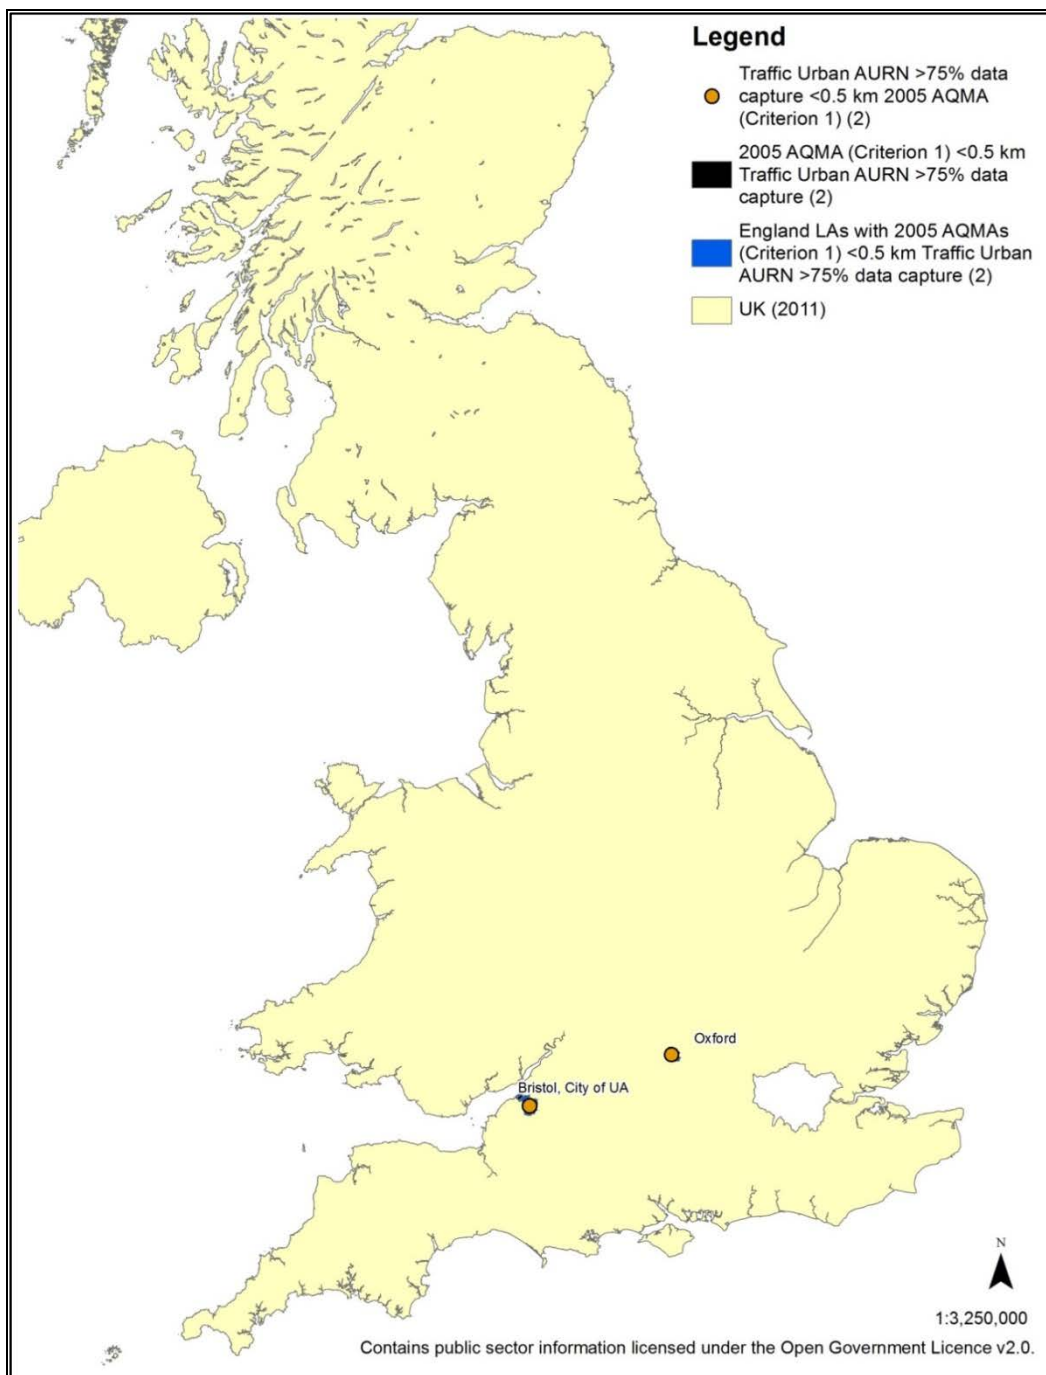 Legend
Traffic Urban AURN >75% data
capture <0.5 km 2005 AQMA
(Criterion 1) (2)
2005 AQMA (Criterion 1) <0.5 km
Traffic Urban AURN >75% data
capture (2)
England LAs with 2005 AQMAs
(Criterion 1) <0.5 km Traffic Urban
AURN >75% data capture (2)
UK (2011)
Oxford
Bristol, City of UA
N
1:3,250,000
Contains public sector information licensed under the Open Government Licence v2.0.